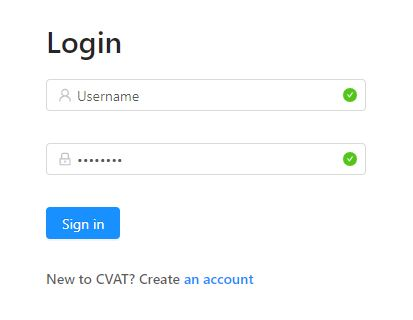 Login
Username
••••••••
Sign in
New to CVAT? Create an account